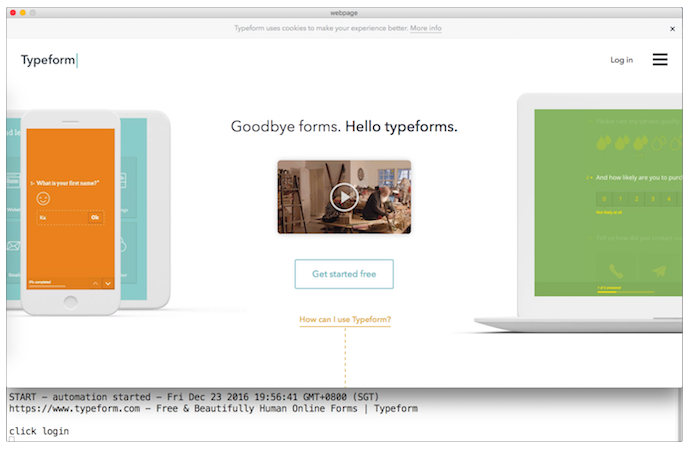 webpage
Typeform uses cookies to make your experience better. More info
×
Typeform
Log in
Goodbye forms. Hello typeforms.
What is your first name?
Ok
Get started free
How can I use Typeform?
And how likely are you to purc
0 1 2 3 4
START – automation started – Fri Dec 23 2016 19:56:41 GMT+0800 (SGT)
https://www.typeform.com – Free & Beautifully Human Online Forms | Typeform
click login